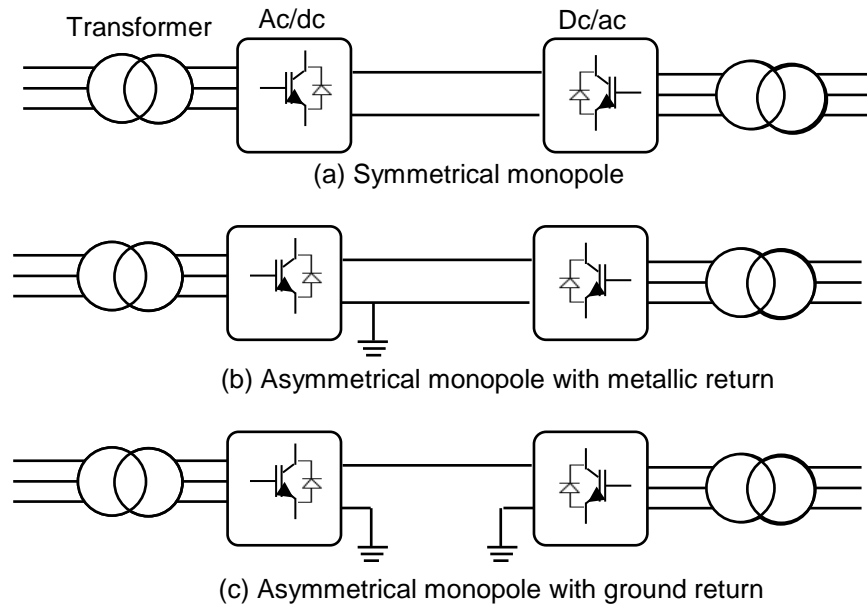 Transformer
Ac/dc
Dc/ac
(a) Symmetrical monopole
(b) Asymmetrical monopole with metallic return
(c) Asymmetrical monopole with ground return